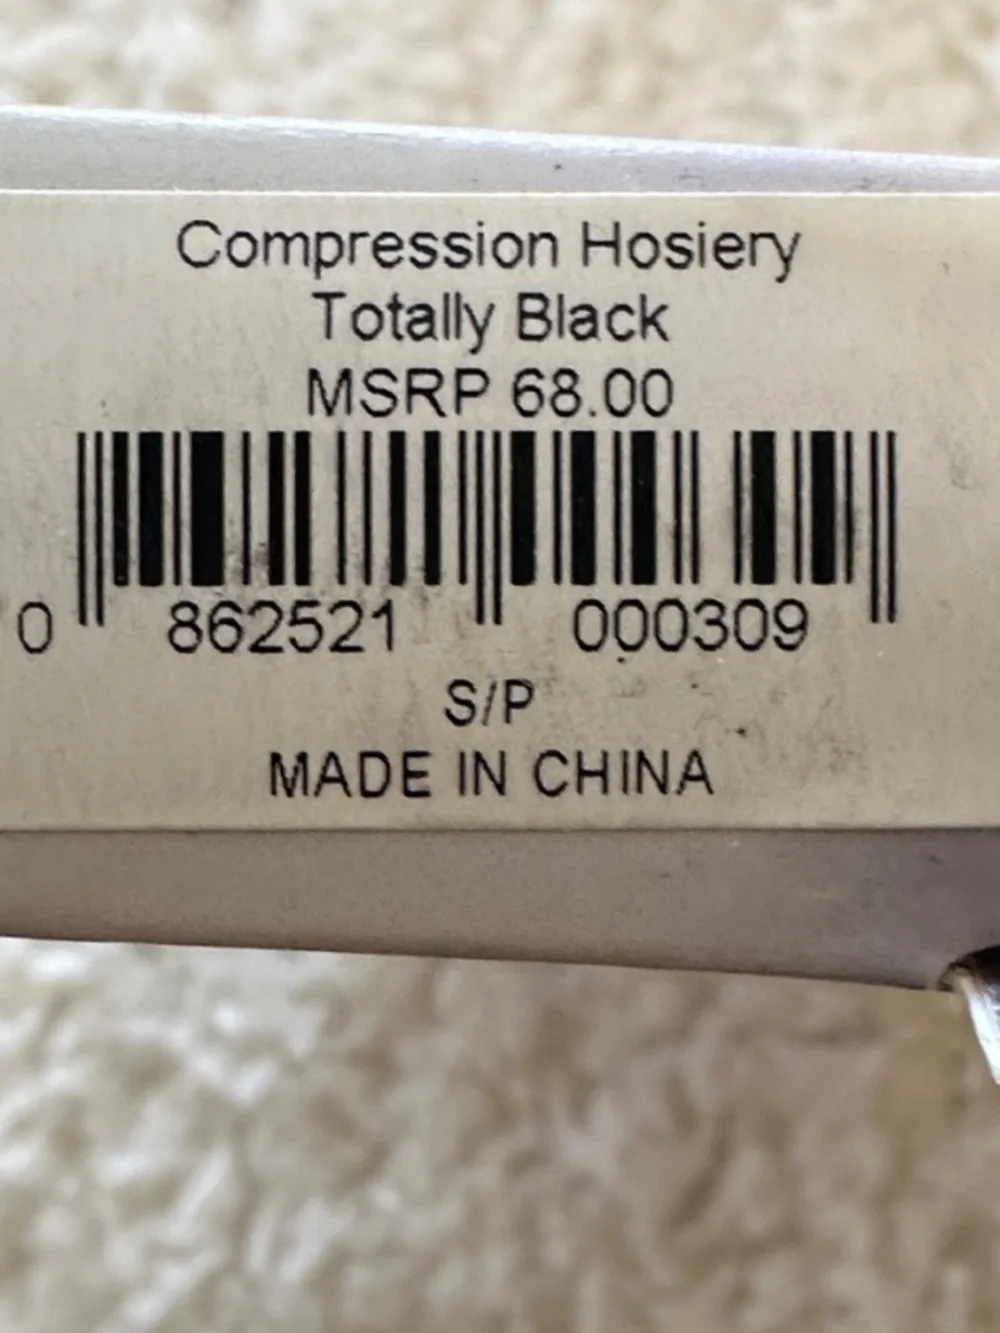 Compression Hosiery
Totally Black
MSRP 68.00
0 862521 000309
S/P
MADE IN CHINA